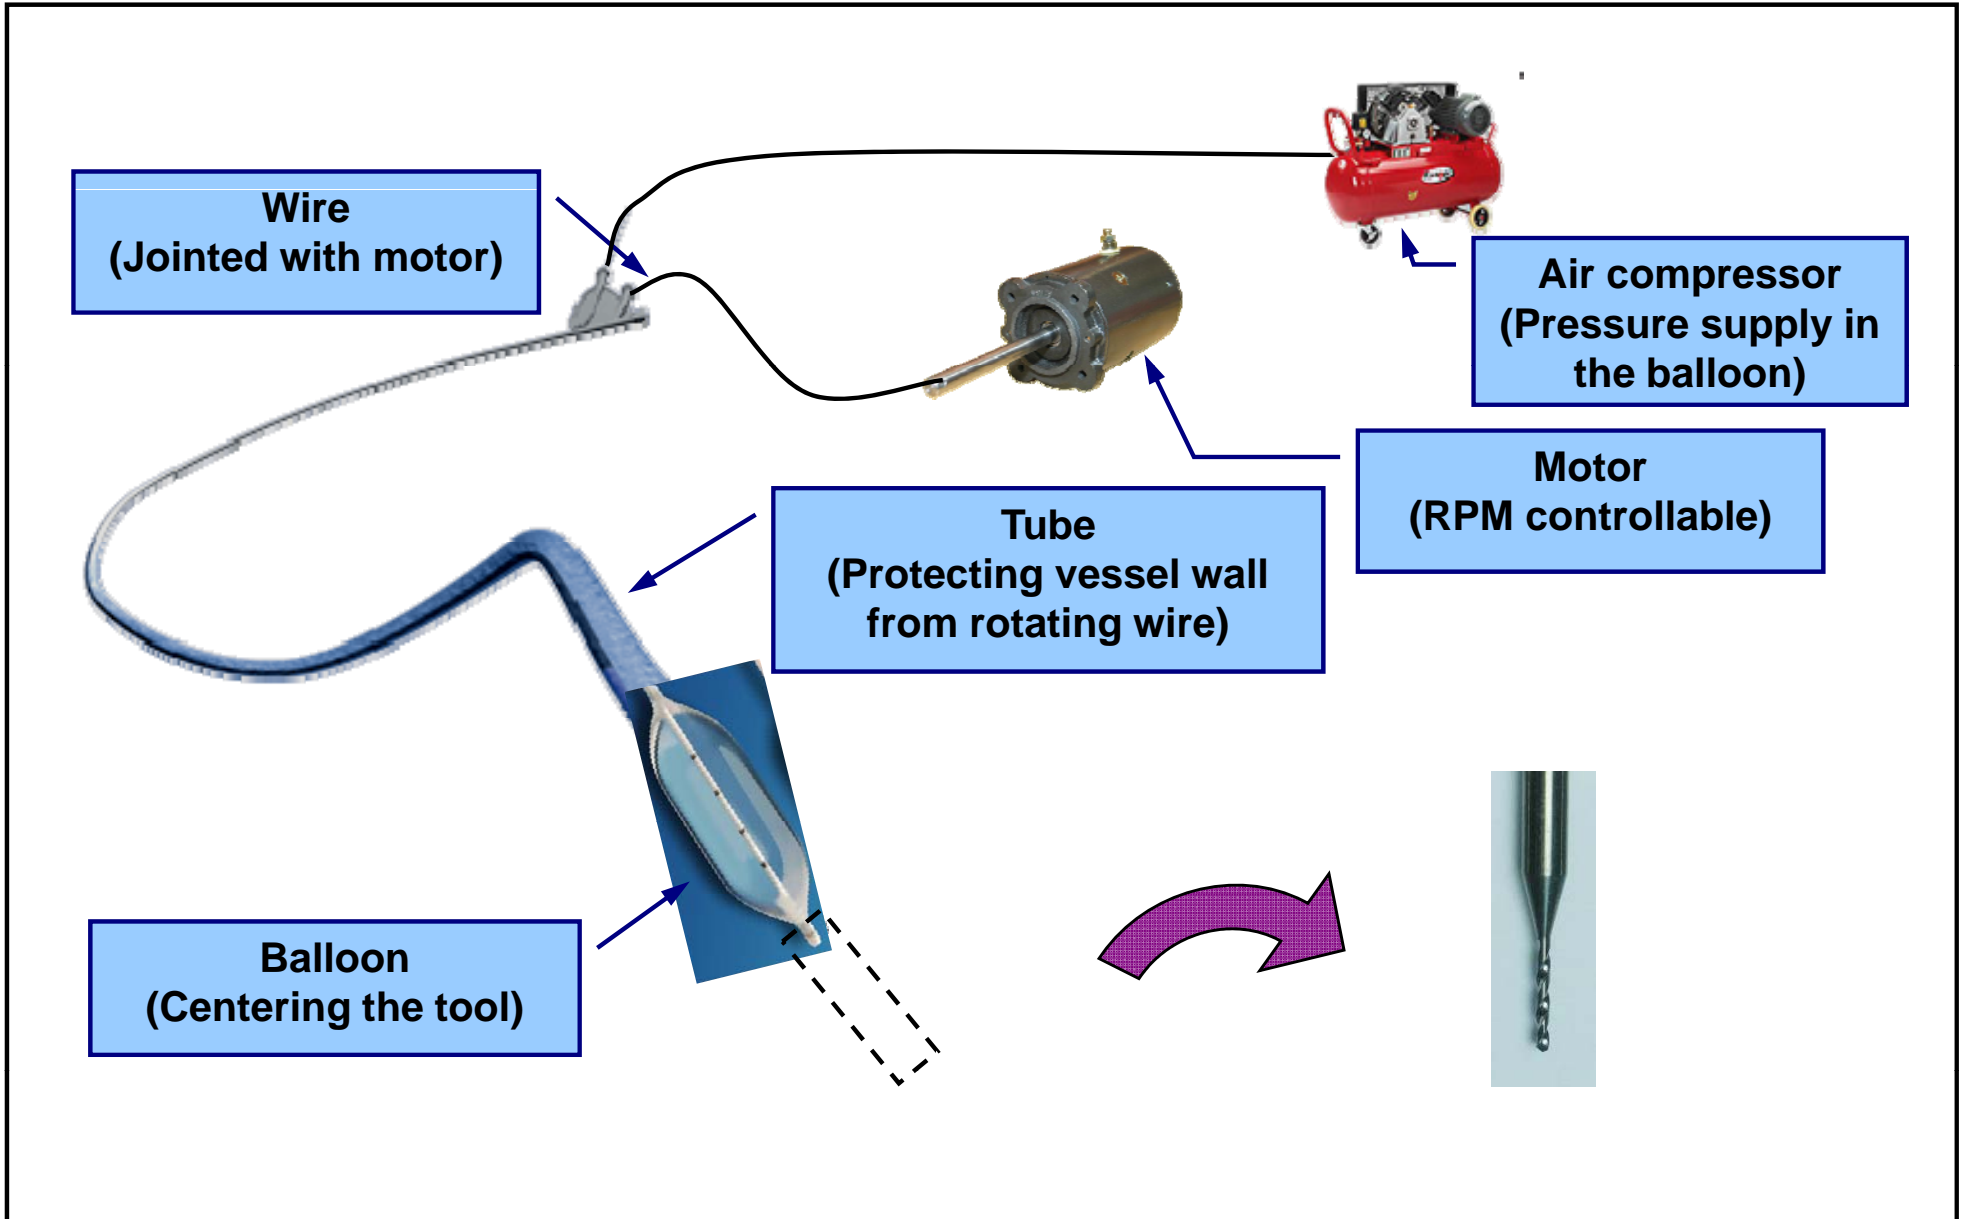 Wire
(Jointed with motor)
Air compressor
(Pressure supply in
the balloon)
Motor
(RPM controllable)
Tube
(Protecting vessel wall
from rotating wire)
Balloon
(Centering the tool)